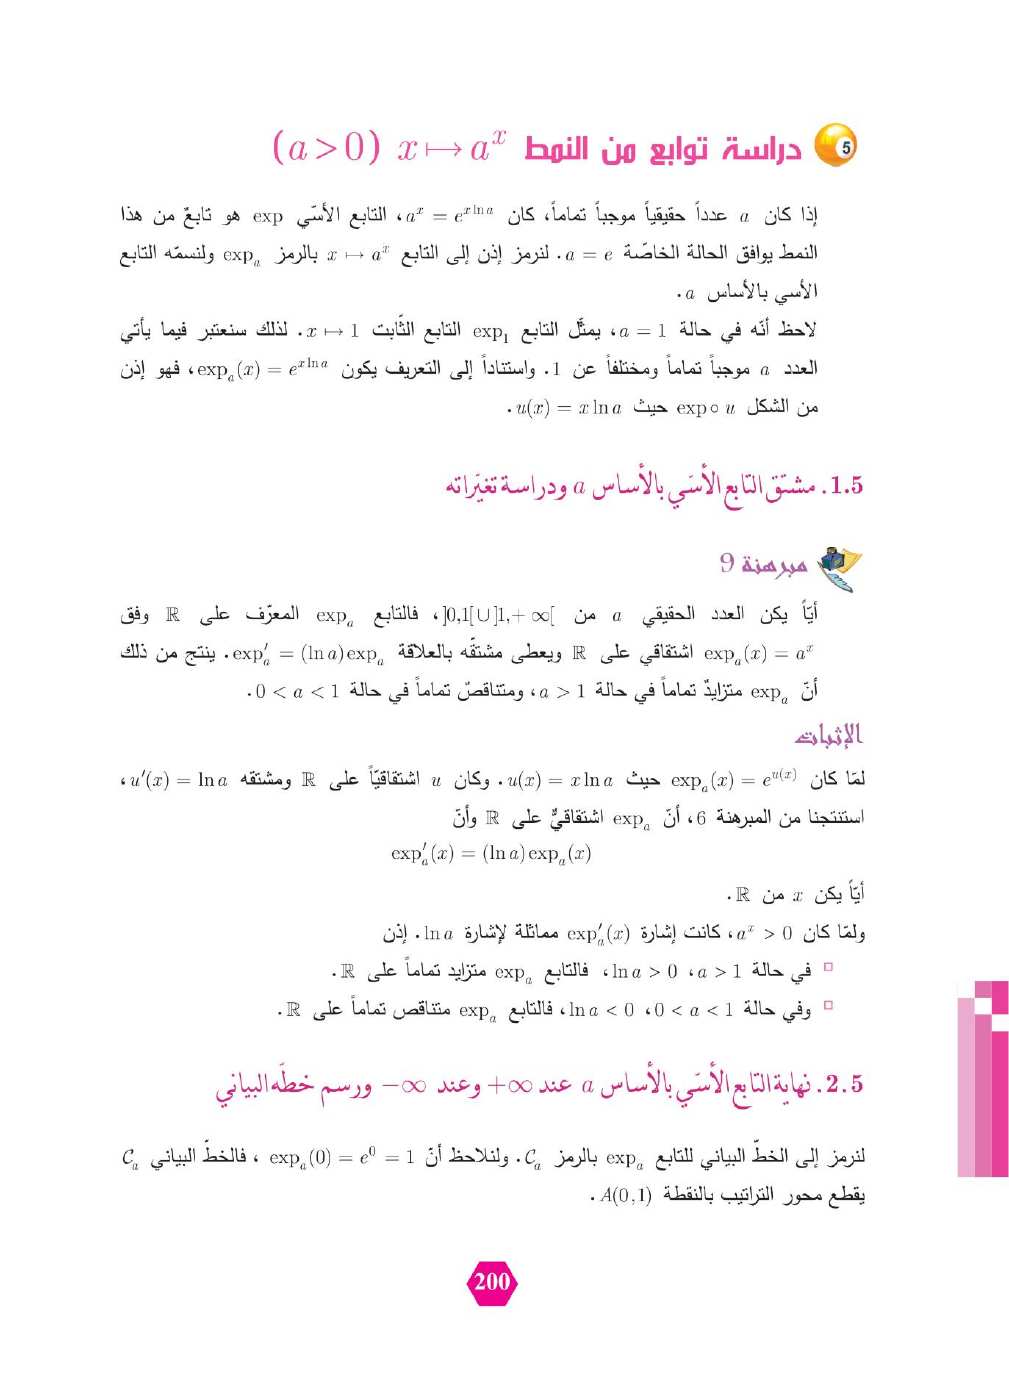 5 دراسة توابع من النمط x ↦ a^x (a > 0)
إذا كان a عدداً حقيقياً موجباً تماماً، كان a^x = e^{x ln a}، التابع الأسّي exp هو تابعٌ من هذا
النمط يوافق الحالة الخاصّة a = e. لنرمز إذن إلى التابع x ↦ a^x بالرمز exp_a ولنسمّه التابع
الأسي بالأساس a.
لاحظ أنّه في حالة a = 1، يمثّل التابع exp_1 التابع الثّابت x ↦ 1. لذلك سنعتبر فيما يأتي
العدد a موجباً تماماً ومختلفاً عن 1. واستناداً إلى التعريف يكون exp_a(x) = e^{x ln a}، فهو إذن
من الشكل exp ∘ u حيث u(x) = x ln a.
1.5. مشتق التابع الأسّي بالأساس a ودراسة تغيّراته
مبرهنة 9
أيّاً يكن العدد الحقيقي a من ]0,1[ ∪ ]1,+∞[، فالتابع exp_a المعرّف على ℝ وفق
exp_a(x) = a^x اشتقاقي على ℝ ويعطى مشتقّه بالعلاقة exp′_a = (ln a) exp_a. ينتج من ذلك
أنّ exp_a متزايدٌ تماماً في حالة a > 1، ومتناقصٌ تماماً في حالة 0 < a < 1.
الإثبات
لمّا كان exp_a(x) = e^{u(x)} حيث u(x) = x ln a. وكان u اشتقاقيّاً على ℝ ومشتقه u′(x) = ln a،
استنتجنا من المبرهنة 6، أنّ exp_a اشتقاقيٌّ على ℝ وأنّ
exp′_a(x) = (ln a) exp_a(x)
أيّاً يكن x من ℝ.
ولمّا كان a^x > 0، كانت إشارة exp′_a(x) مماثلة لإشارة ln a. إذن
□ في حالة a > 1، ln a > 0، فالتابع exp_a متزايد تماماً على ℝ.
□ وفي حالة 0 < a < 1، ln a < 0، فالتابع exp_a متناقص تماماً على ℝ.
2.5. نهاية التابع الأسّي بالأساس a عند +∞ وعند −∞ ورسم خطّه البياني
لنرمز إلى الخطّ البياني للتابع exp_a بالرمز C_a. ولنلاحظ أنّ exp_a(0) = e^0 = 1 ، فالخطّ البياني C_a
يقطع محور التراتيب بالنقطة A(0,1).
200